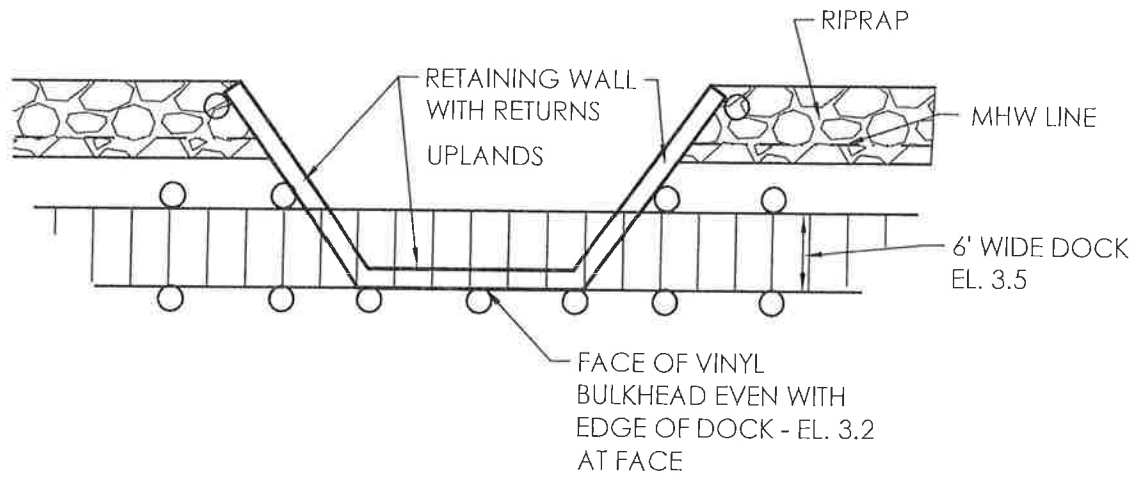 RIPRAP
RETAINING WALL
WITH RETURNS
UPLANDS
MHW LINE
6' WIDE DOCK
EL. 3.5
FACE OF VINYL
BULKHEAD EVEN WITH
EDGE OF DOCK - EL. 3.2
AT FACE